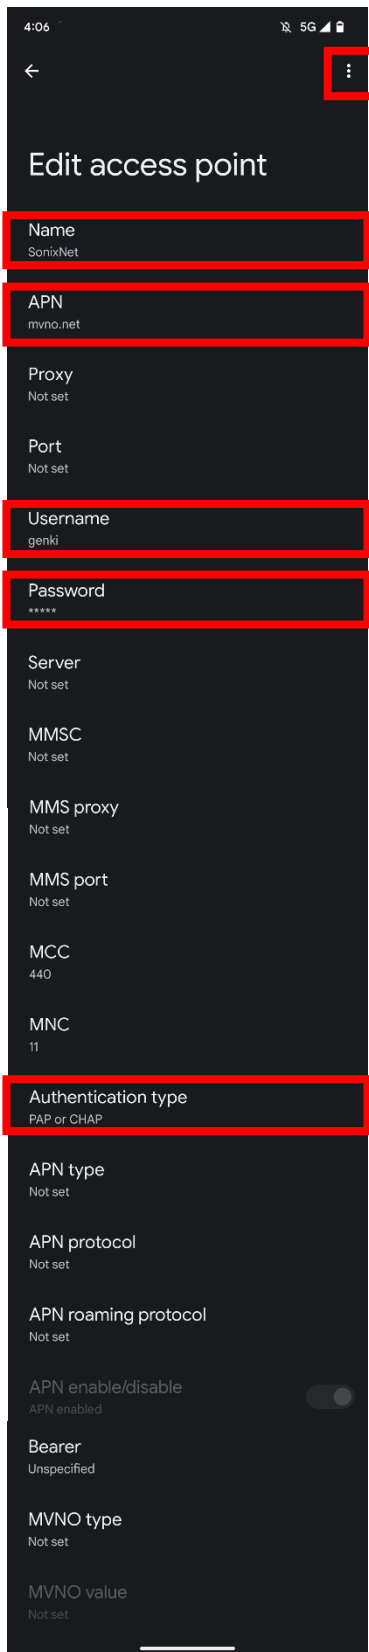 4:06 5G
Edit access point
Name
SonixNet
APN
mvno.net
Proxy
Not set
Port
Not set
Username
genki
Password
*****
Server
Not set
MMSC
Not set
MMS proxy
Not set
MMS port
Not set
MCC
440
MNC
11
Authentication type
PAP or CHAP
APN type
Not set
APN protocol
Not set
APN roaming protocol
Not set
APN enable/disable
APN enabled
Bearer
Unspecified
MVNO type
Not set
MVNO value
Not set